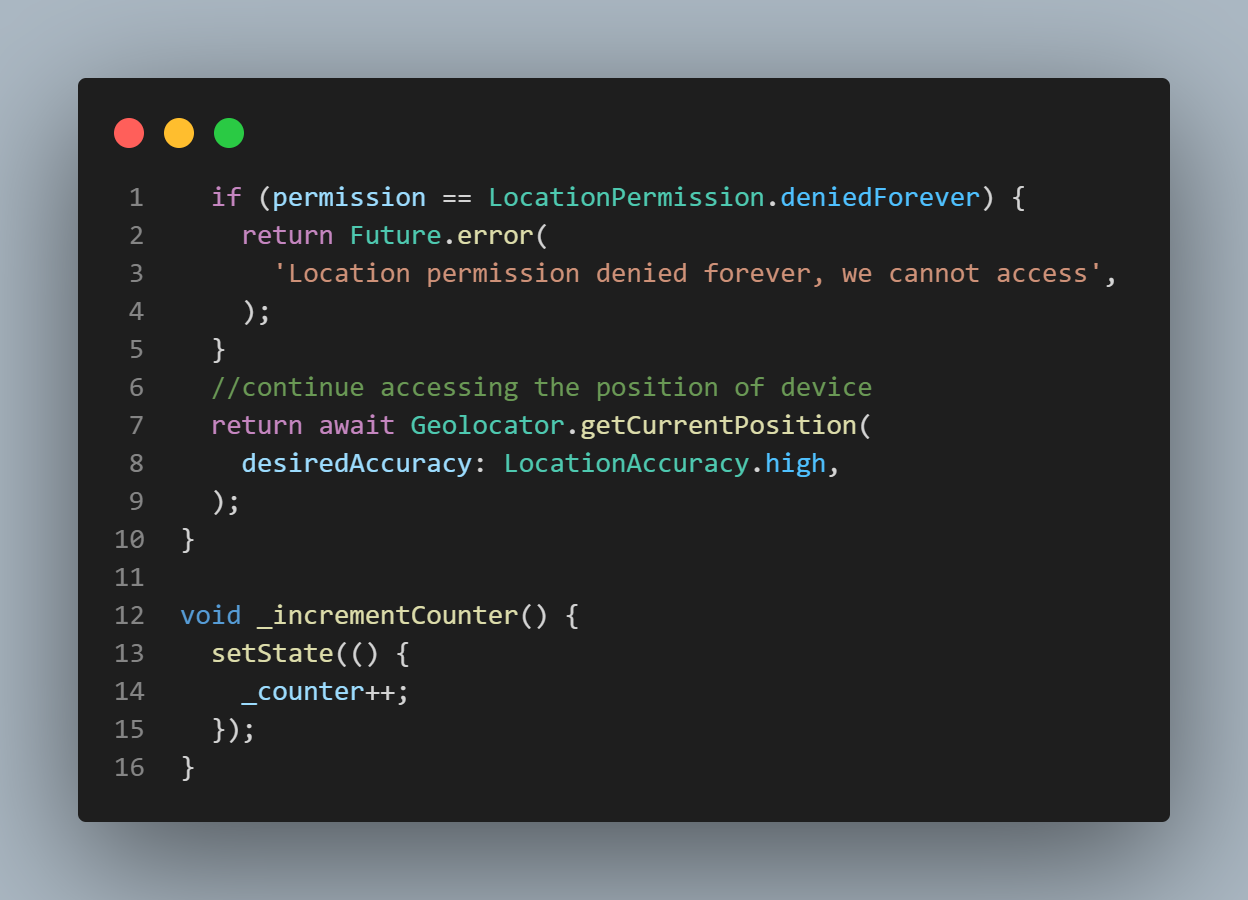 1 if (permission == LocationPermission.deniedForever) {
2 return Future.error(
3 'Location permission denied forever, we cannot access',
4 );
5 }
6 //continue accessing the position of device
7 return await Geolocator.getCurrentPosition(
8 desiredAccuracy: LocationAccuracy.high,
9 );
10 }
11
12 void _incrementCounter() {
13 setState(() {
14 _counter++;
15 });
16 }